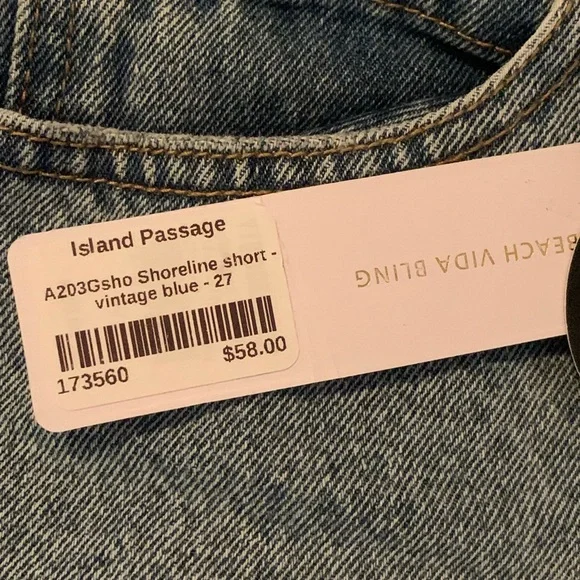 Island Passage
A203Gsho Shoreline short -
vintage blue - 27
173560
$58.00
BEACH VIDA BLING